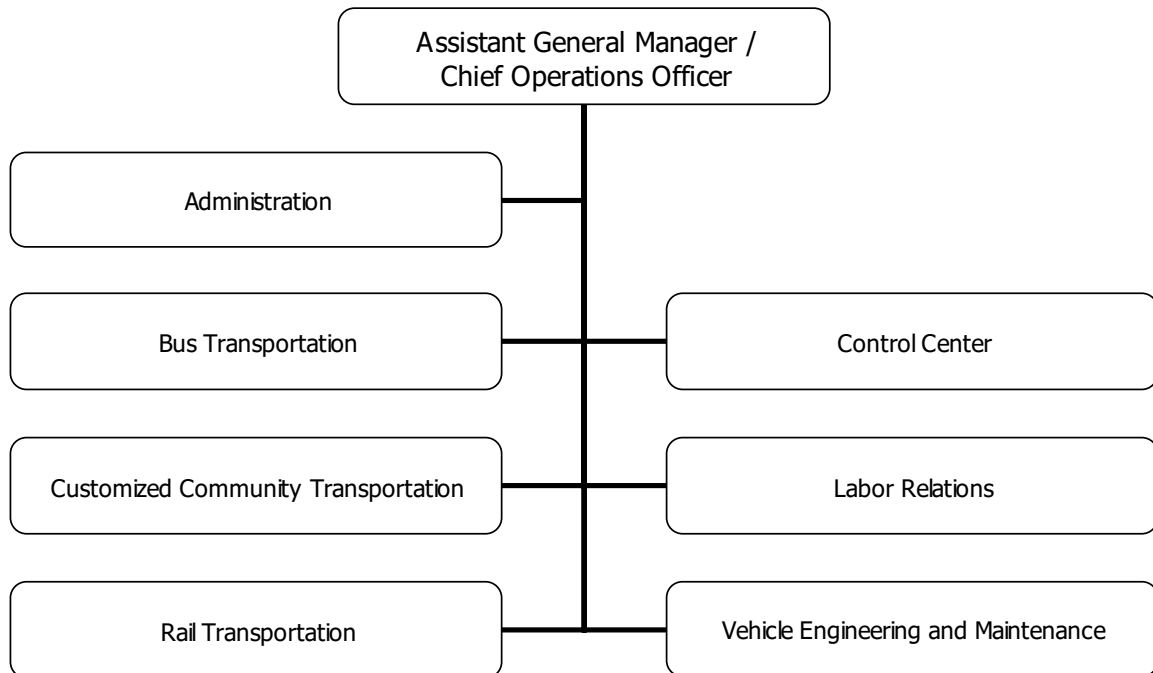 Assistant General Manager /
Chief Operations Officer
Administration
Bus Transportation
Control Center
Customized Community Transportation
Labor Relations
Rail Transportation
Vehicle Engineering and Maintenance